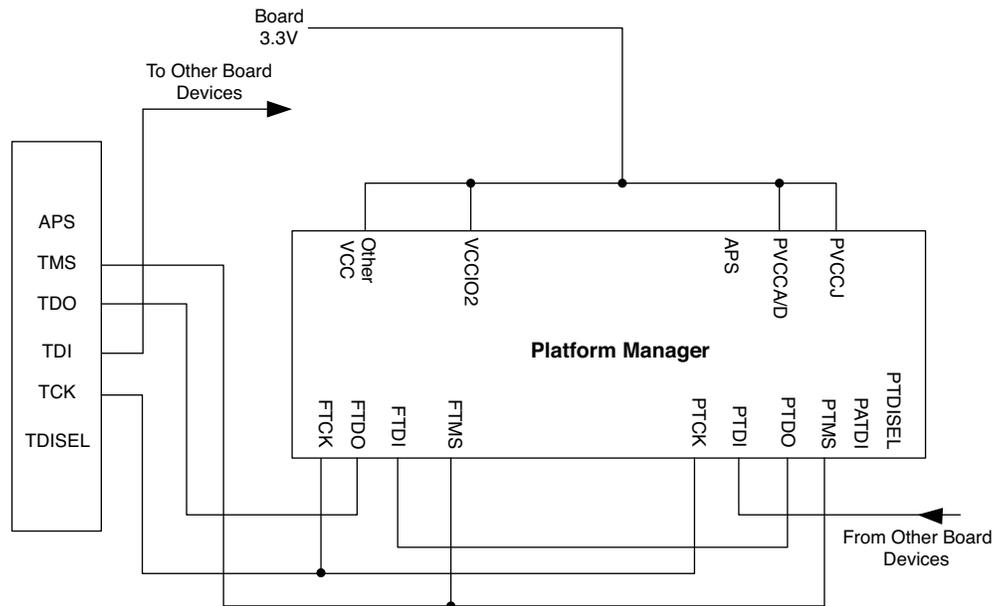 Board
3.3V
To Other Board
Devices
APS
TMS
TDO
TDI
TCK
TDISEL
Other
VCC
VCCIO2
APS
PVCCA/D
PVCCJ
Platform Manager
FTCK
FTDO
FTDI
FTMS
PTCK
PTDI
PTDO
PTMS
PATDI
PTDISEL
From Other Board
Devices